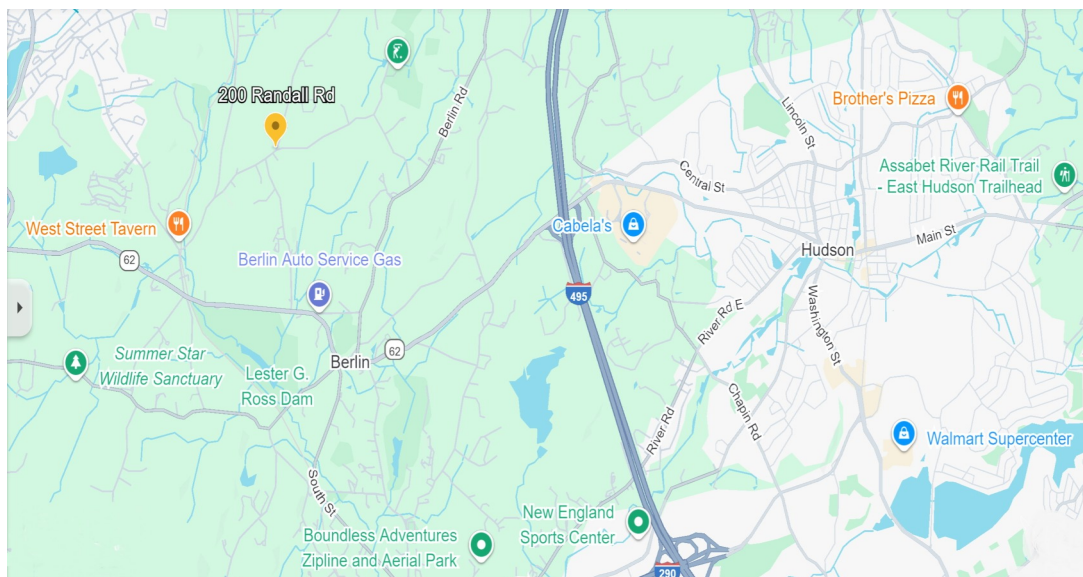 200 Randall Rd
Berlin Rd
Lincoln St
Brother's Pizza
Central St
Assabet River Rail Trail
- East Hudson Trailhead
West Street Tavern
Cabela's
Main St
Hudson
62
Berlin Auto Service Gas
495
River Rd E
Washington St
Summer Star
Wildlife Sanctuary
Berlin
62
Lester G.
Ross Dam
Chapin Rd
River Rd
Walmart Supercenter
South St
New England
Sports Center
Boundless Adventures
Zipline and Aerial Park
290